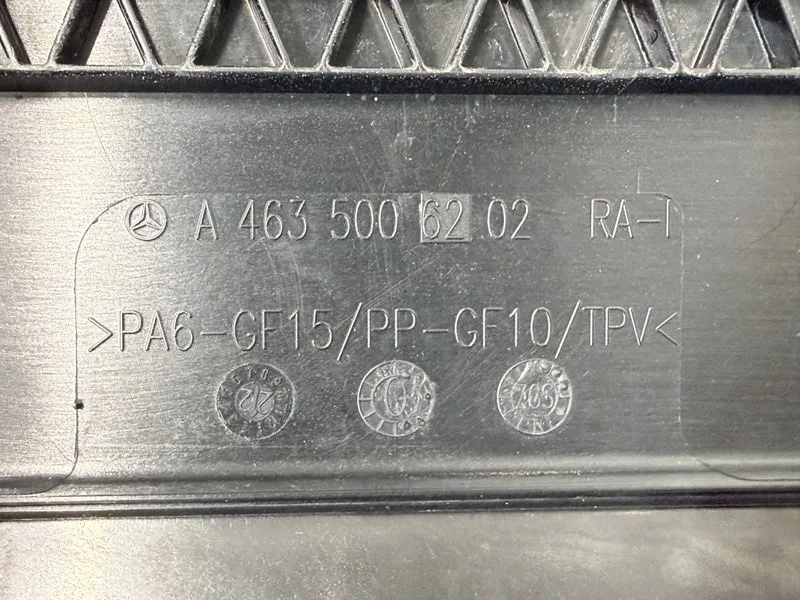 A 463 500 62 02 RA-I
>PA6-GF15/PP-GF10/TPV<